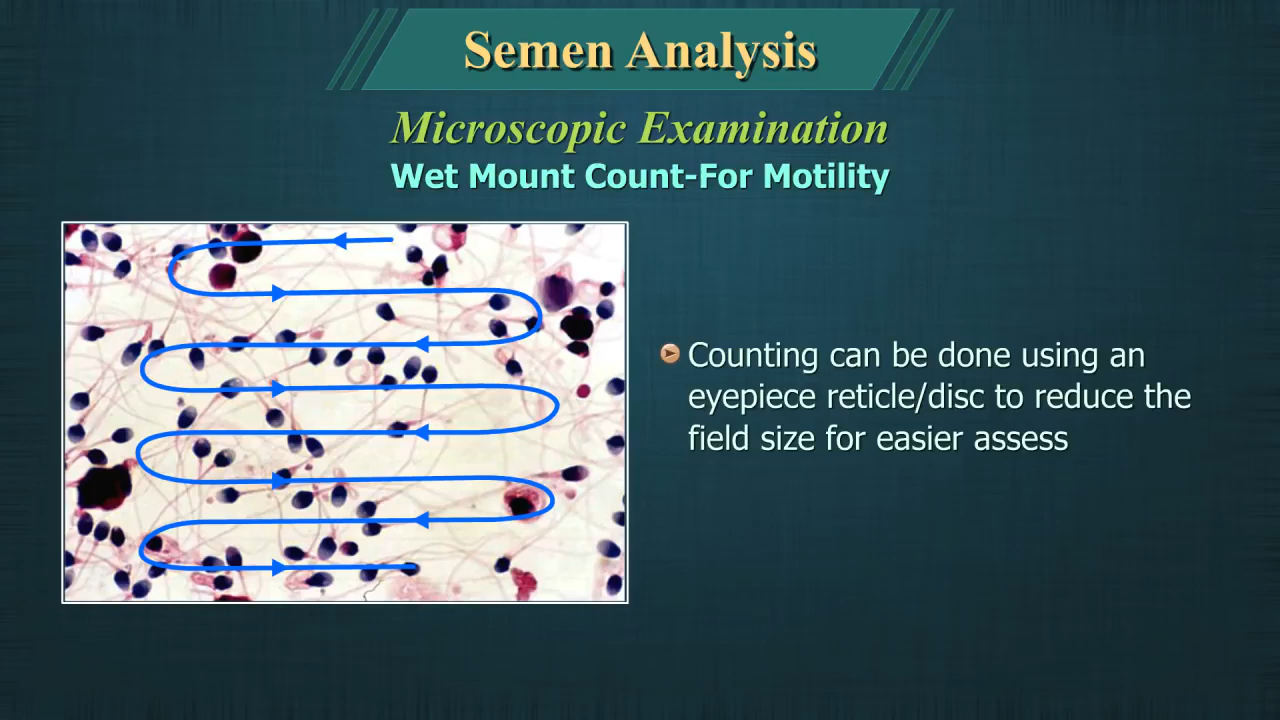 Semen Analysis
Microscopic Examination
Wet Mount Count-For Motility
Counting can be done using an
eyepiece reticle/disc to reduce the
field size for easier assess